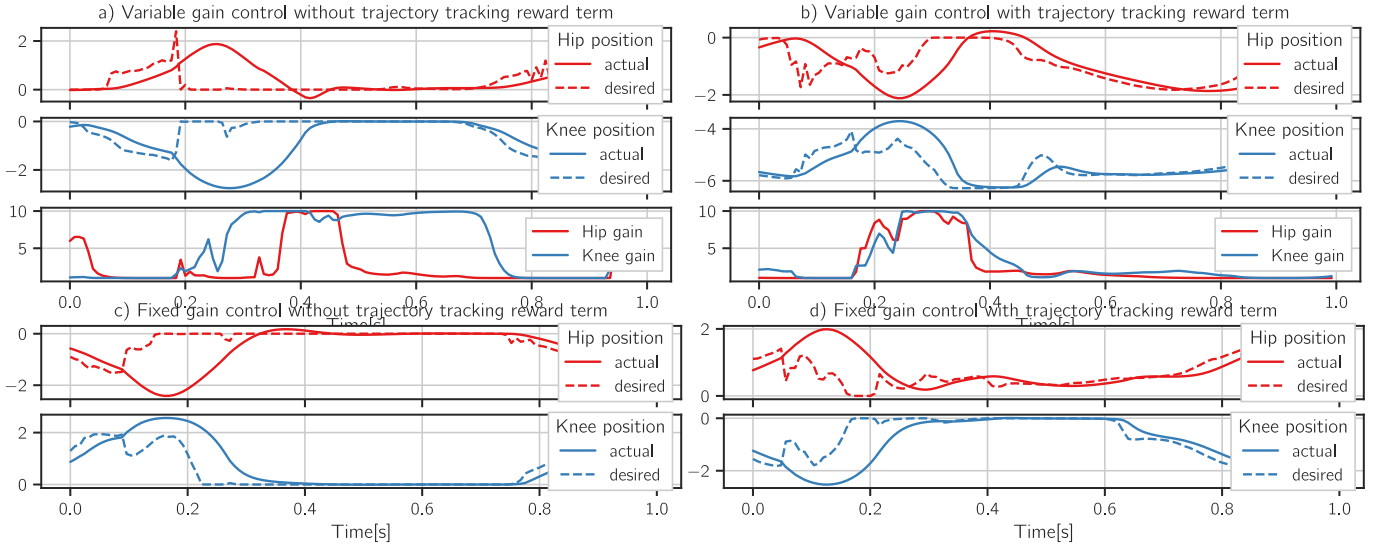 a) Variable gain control without trajectory tracking reward term
2
0
Hip position
actual
desired
0
−2
Knee position
actual
desired
10
5
Hip gain
Knee gain
0.0 0.2 0.4 0.6 0.8 1.0
Time[s]
b) Variable gain control with trajectory tracking reward term
0
−2
Hip position
actual
desired
−4
−6
Knee position
actual
desired
10
5
Hip gain
Knee gain
0.0 0.2 0.4 0.6 0.8 1.0
Time[s]
c) Fixed gain control without trajectory tracking reward term
0
−2
Hip position
actual
desired
2
0
Knee position
actual
desired
0.0 0.2 0.4 0.6 0.8 1.0
Time[s]
d) Fixed gain control with trajectory tracking reward term
2
0
Hip position
actual
desired
0
−2
Knee position
actual
desired
0.0 0.2 0.4 0.6 0.8 1.0
Time[s]